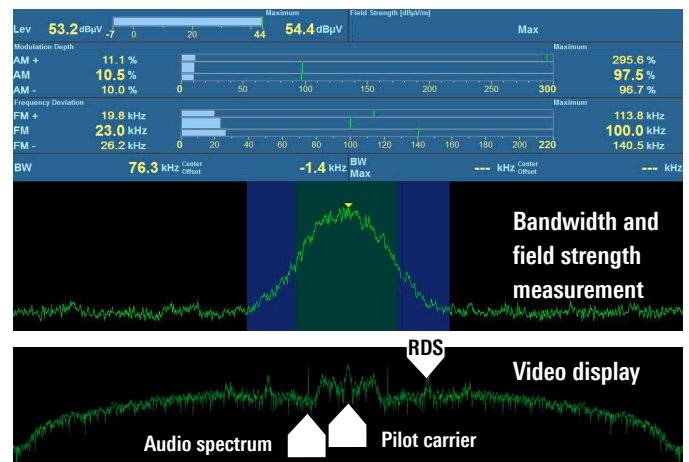 Lev 53.2 dBµV -7 0 20 44 Maximum 54.4 dBµV Field Strength [dBµV/m] Max
Modulation Depth Maximum
AM + 11.1 % 295.6 %
AM 10.5 % 97.5 %
AM - 10.0 % 0 50 100 150 200 250 300 96.7 %
Frequency Deviation Maximum
FM + 19.8 kHz 113.8 kHz
FM 23.0 kHz 100.0 kHz
FM - 26.2 kHz 0 20 40 60 80 100 120 140 160 180 200 220 140.5 kHz
BW 76.3 kHz Center Offset -1.4 kHz BW Max --- kHz Center Offset --- kHz
Bandwidth and
field strength
measurement
RDS
Video display
Audio spectrum
Pilot carrier